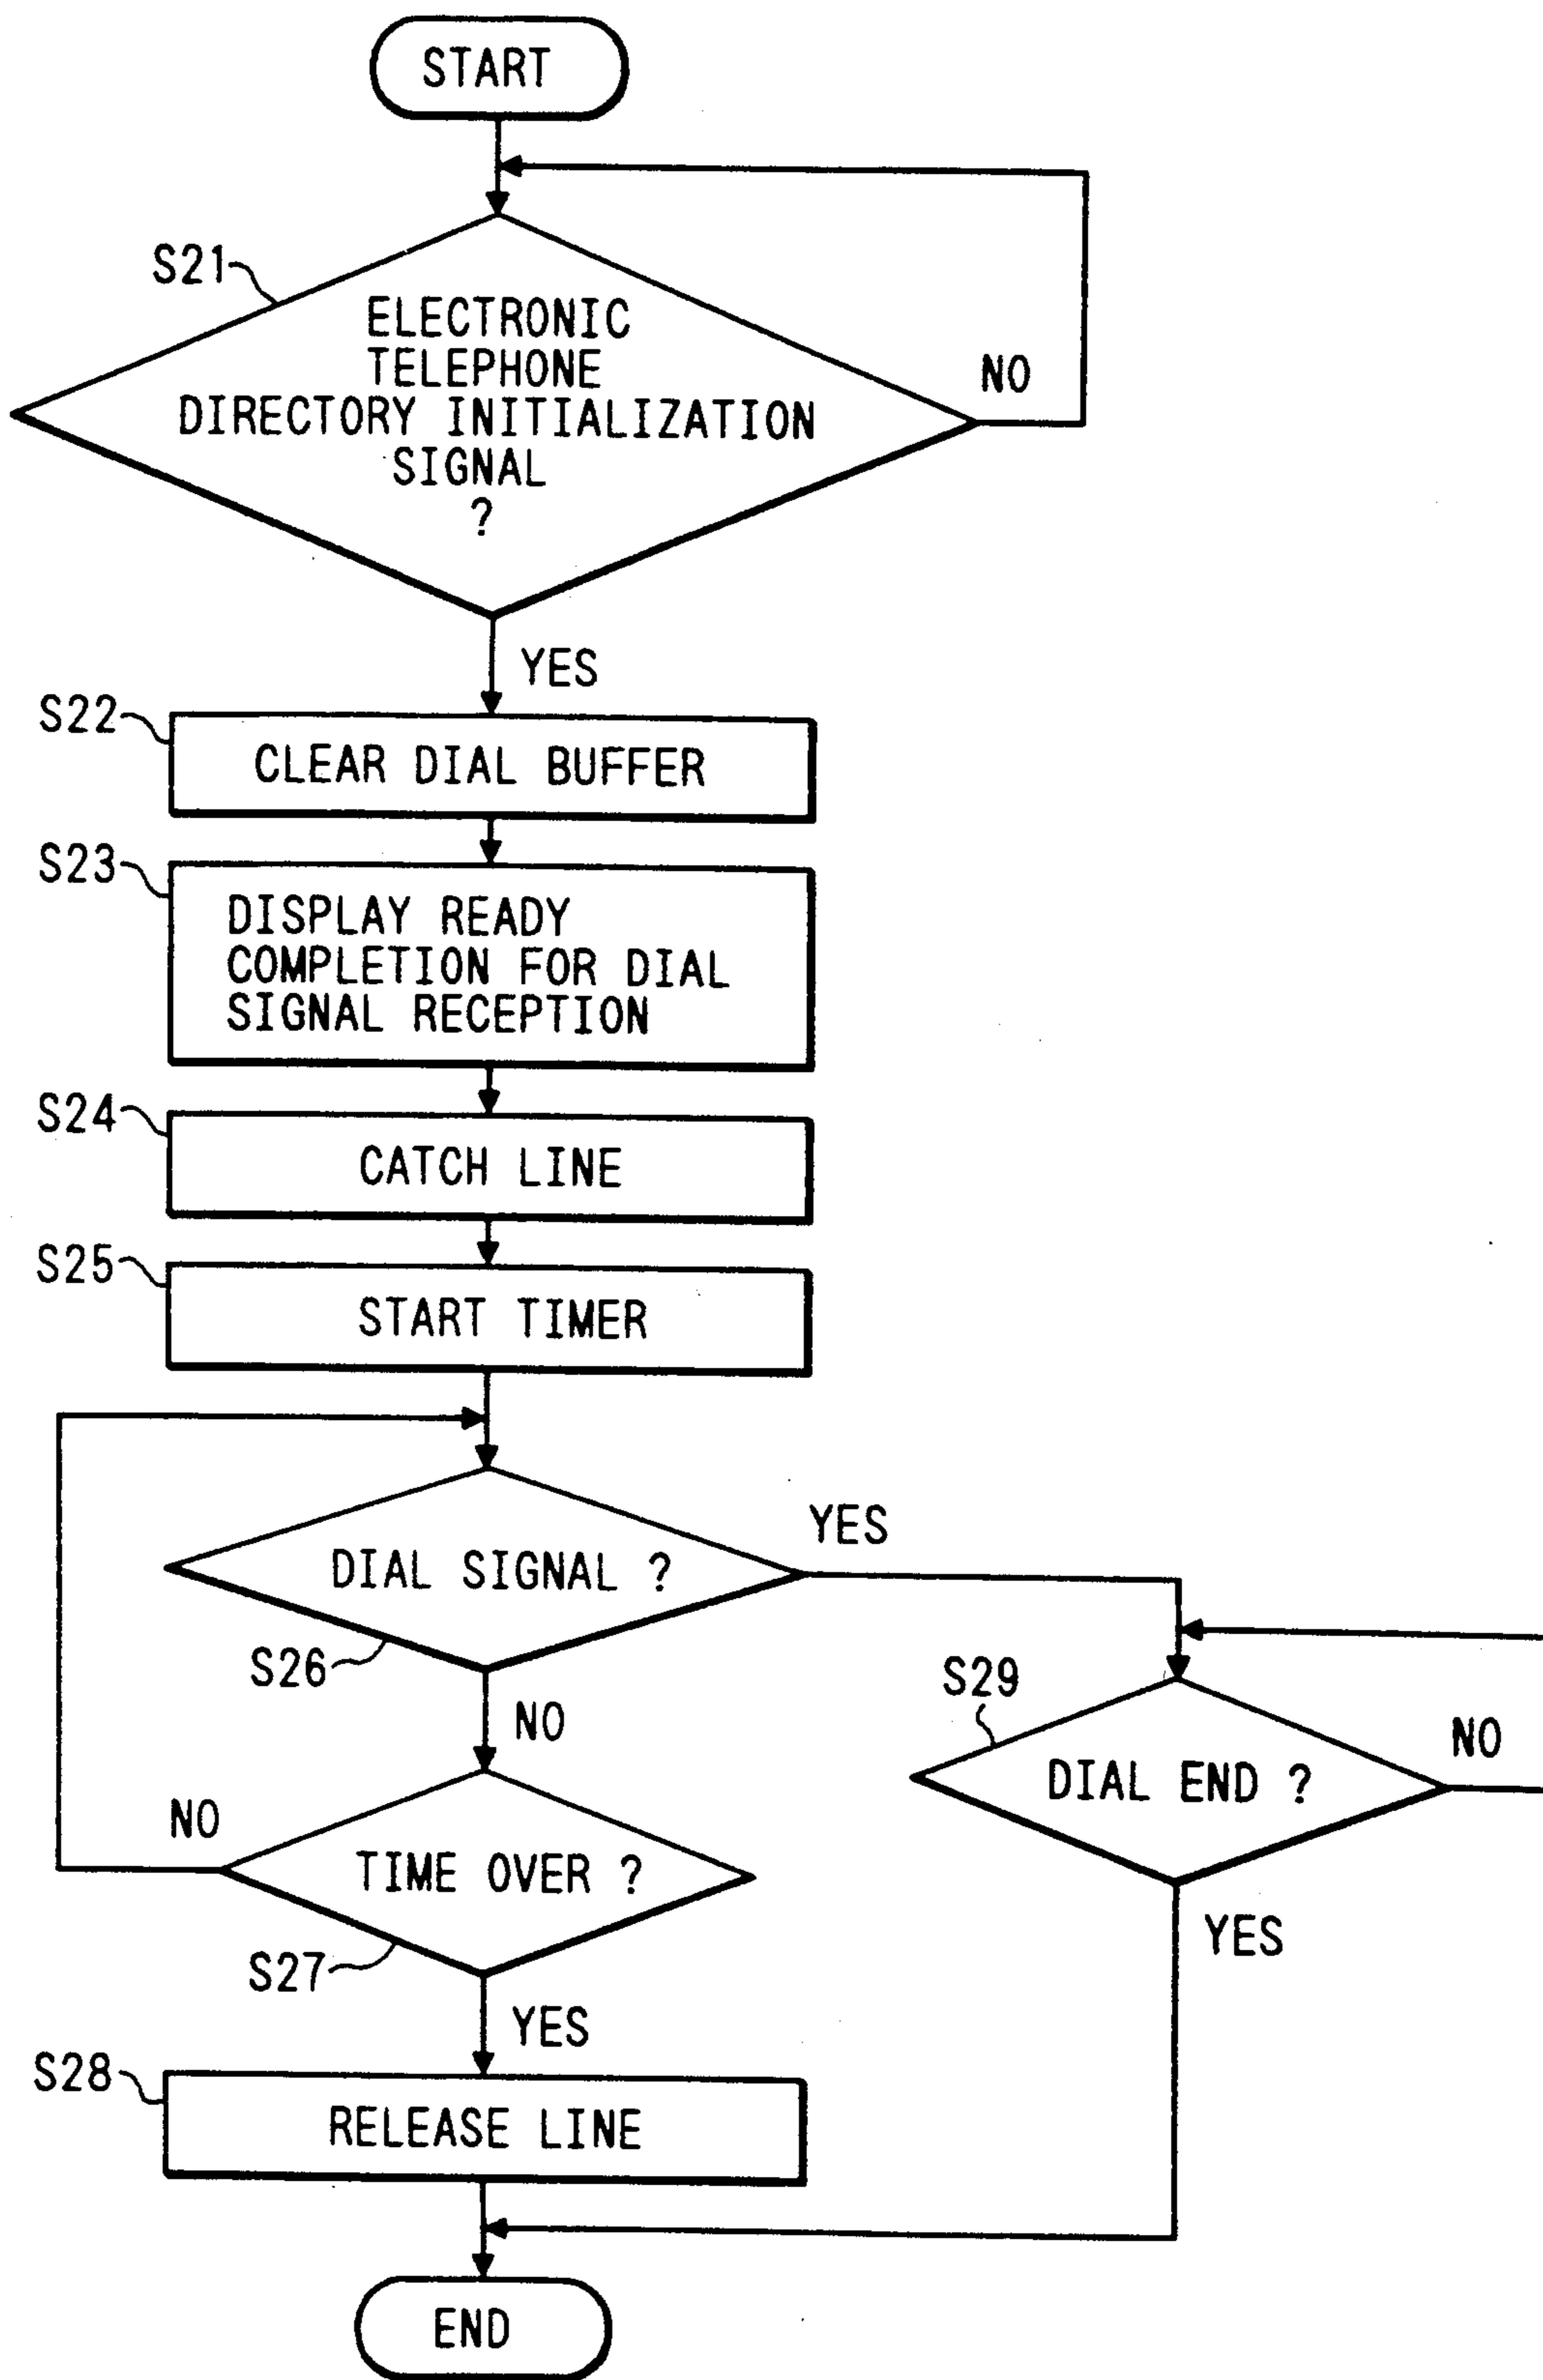 START
S21
ELECTRONIC
TELEPHONE
DIRECTORY INITIALIZATION
SIGNAL
?
NO
YES
S22
CLEAR DIAL BUFFER
S23
DISPLAY READY
COMPLETION FOR DIAL
SIGNAL RECEPTION
S24
CATCH LINE
S25
START TIMER
DIAL SIGNAL ?
YES
S26
NO
S29
DIAL END ?
NO
NO
TIME OVER ?
YES
S27
YES
S28
RELEASE LINE
END